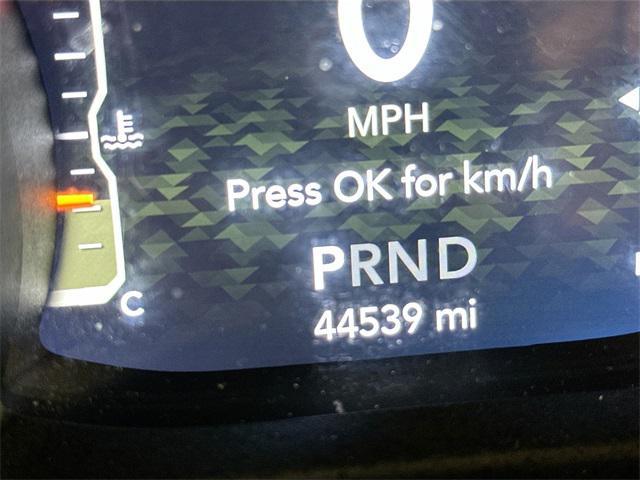 0
MPH
Press OK for km/h
PRND
C
44539 mi